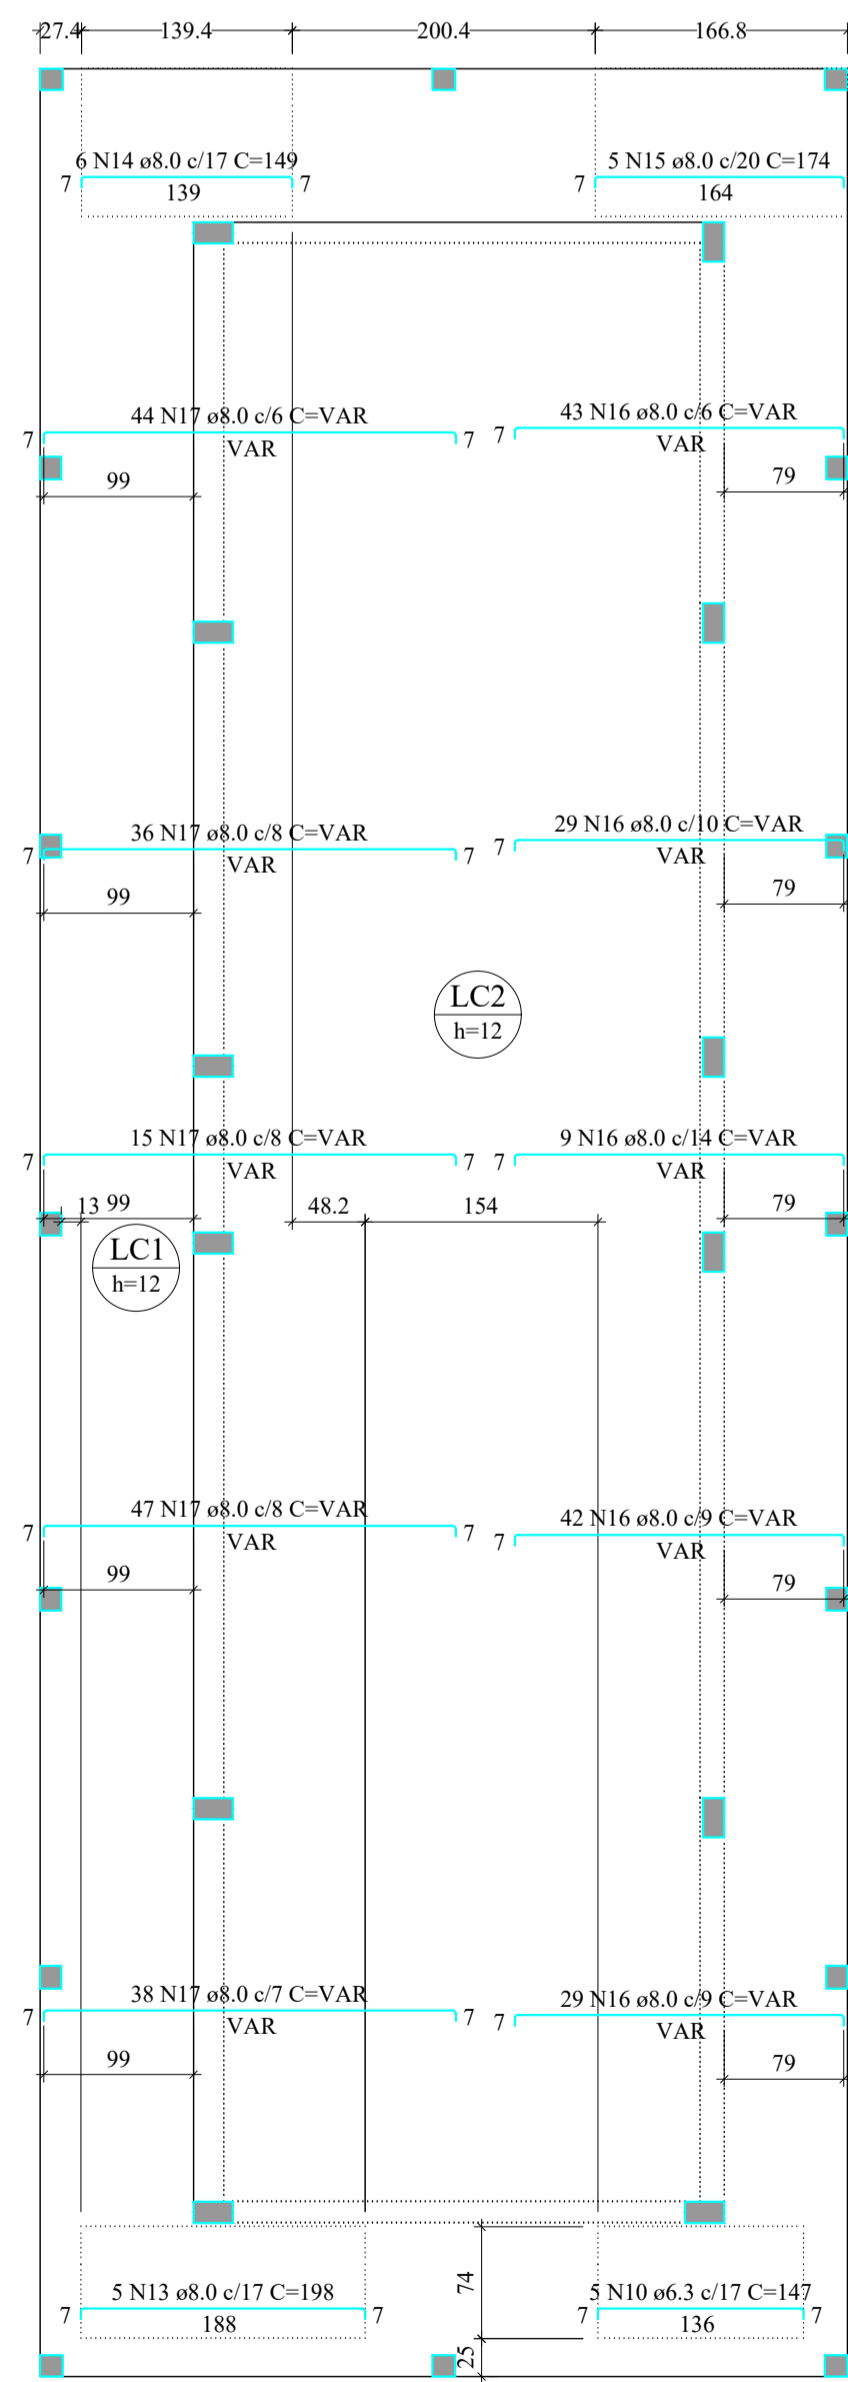 27.4 139.4 200.4 166.8
6 N14 ø8.0 c/17 C=149 5 N15 ø8.0 c/20 C=174
7 139 7 7 164
44 N17 ø8.0 c/6 C=VAR 43 N16 ø8.0 c/6 C=VAR
7 VAR 7 7 VAR
99 79
36 N17 ø8.0 c/8 C=VAR 29 N16 ø8.0 c/10 C=VAR
7 VAR 7 7 VAR
99 79
LC2
h=12
15 N17 ø8.0 c/8 C=VAR 9 N16 ø8.0 c/14 C=VAR
7 VAR 7 7 VAR
13 99 48.2 154 79
LC1
h=12
47 N17 ø8.0 c/8 C=VAR 42 N16 ø8.0 c/9 C=VAR
7 VAR 7 7 VAR
99 79
38 N17 ø8.0 c/7 C=VAR 29 N16 ø8.0 c/9 C=VAR
7 VAR 7 7 VAR
99 79
74
5 N13 ø8.0 c/17 C=198 5 N10 ø6.3 c/17 C=147
7 188 7 7 136 7
25